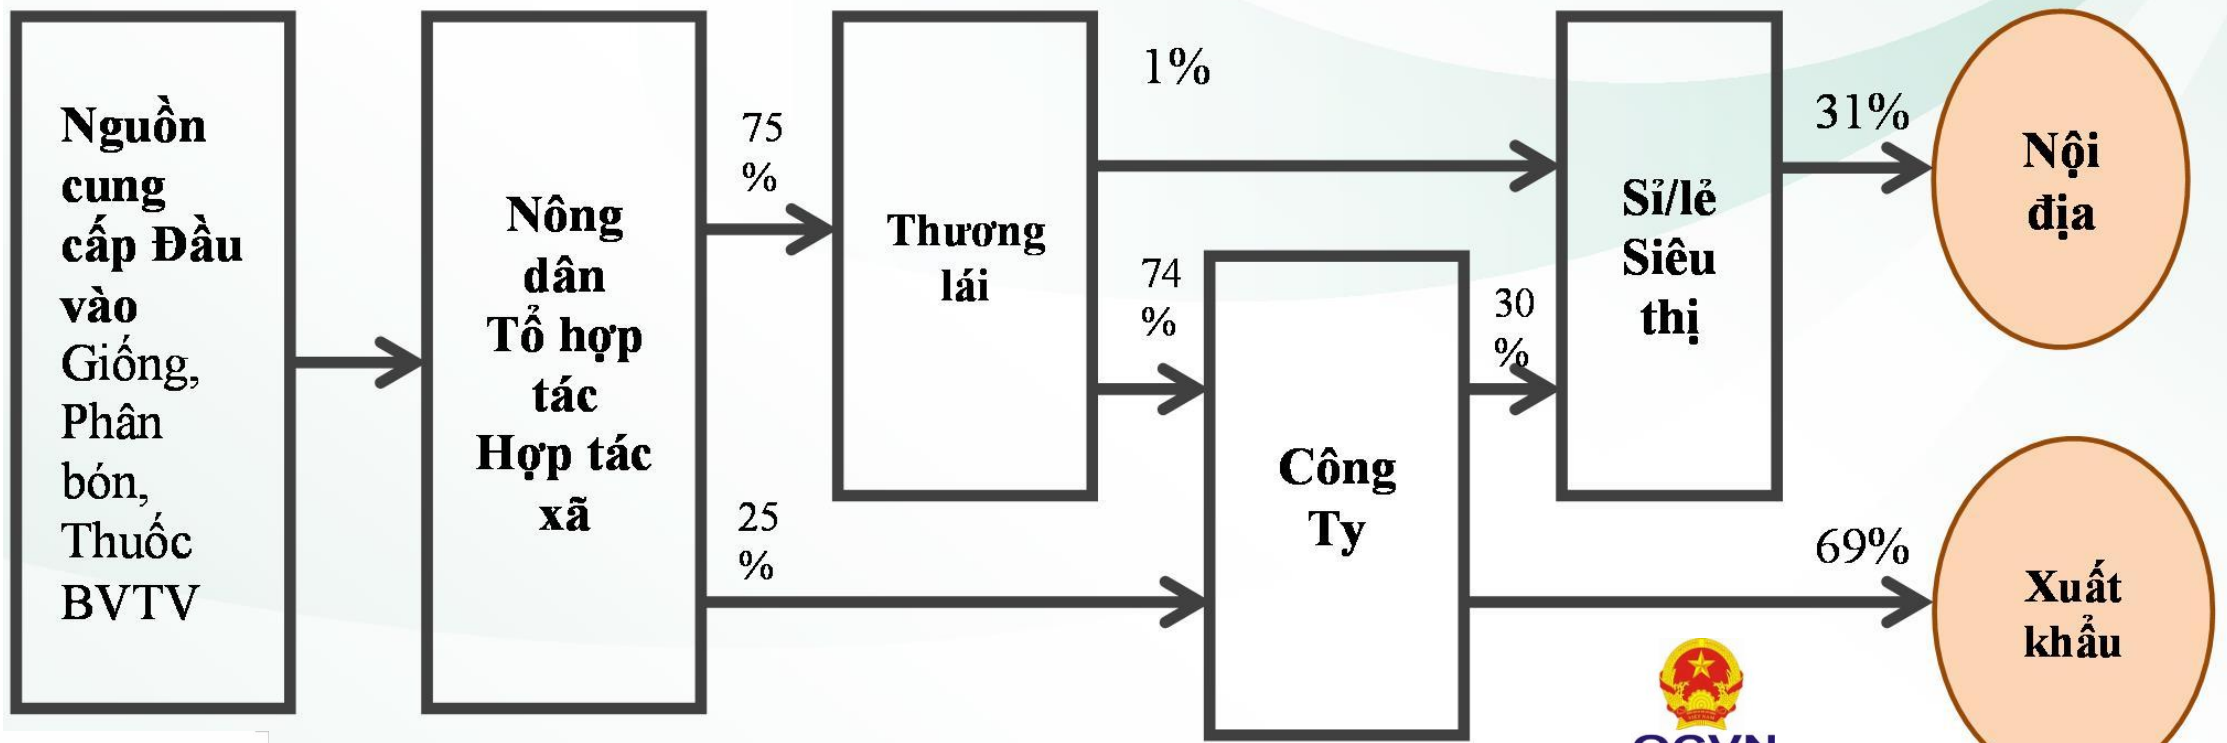 Nguồn
cung
cấp Đầu
vào
Giống,
Phân
bón,
Thuốc
BVTV
Nông
dân
Tổ hợp
tác
Hợp tác
xã
75
%
25
%
Thương
lái
1%
74
%
Công
Ty
30
%
Sỉ/lẻ
Siêu
thị
31%
69%
Nội
địa
Xuất
khẩu